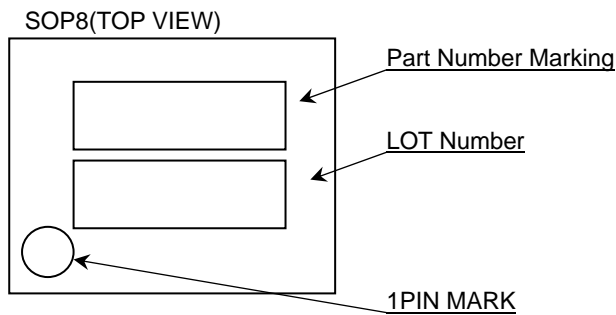 SOP8(TOP VIEW)
Part Number Marking
LOT Number
1PIN MARK